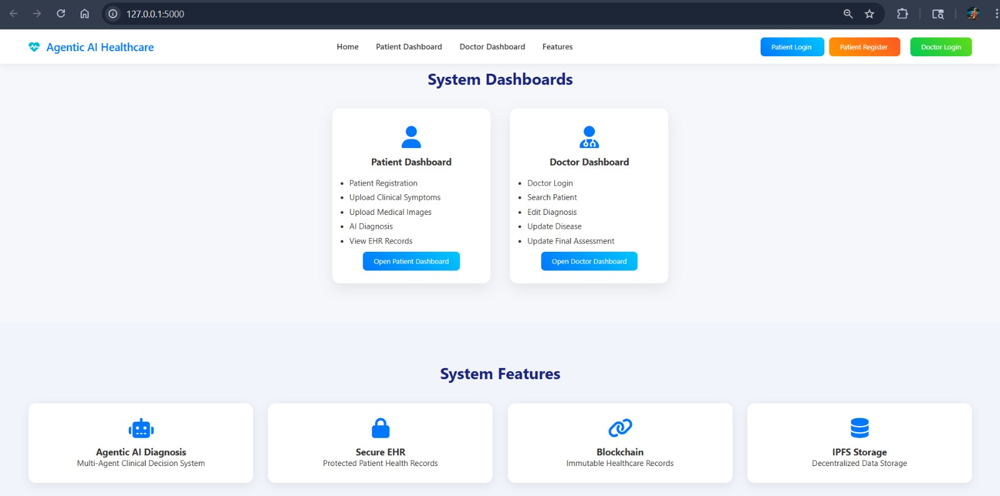 127.0.0.1:5000
Agentic AI Healthcare
Home Patient Dashboard Doctor Dashboard Features
Patient Login Patient Register Doctor Login
System Dashboards
Patient Dashboard
Patient Registration
Upload Clinical Symptoms
Upload Medical Images
AI Diagnosis
View EHR Records
Open Patient Dashboard
Doctor Dashboard
Doctor Login
Search Patient
Edit Diagnosis
Update Disease
Update Final Assessment
Open Doctor Dashboard
System Features
Agentic AI Diagnosis
Multi-Agent Clinical Decision System
Secure EHR
Protected Patient Health Records
Blockchain
Immutable Healthcare Records
IPFS Storage
Decentralized Data Storage